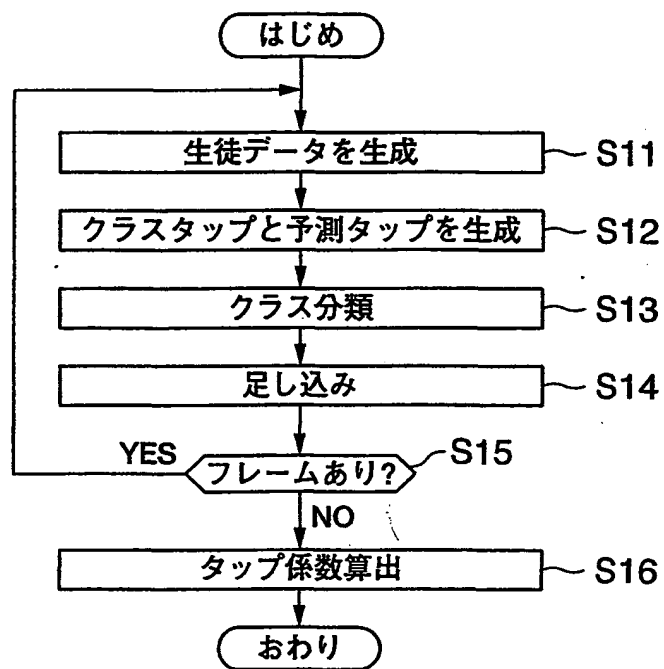 はじめ
生徒データを生成 S11
クラスタップと予測タップを生成 S12
クラス分類 S13
足し込み S14
YES フレームあり? S15
NO
タップ係数算出 S16
おわり